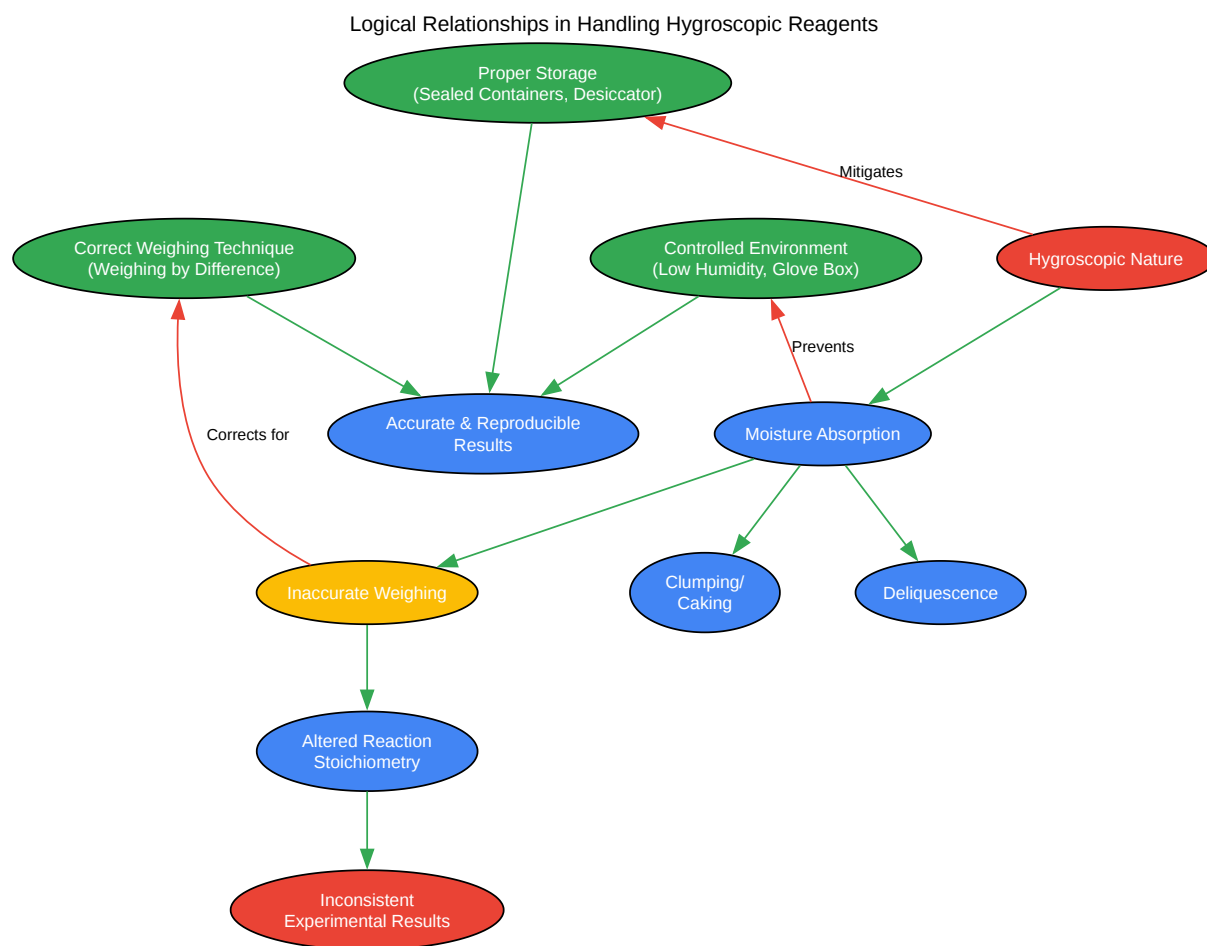 Logical Relationships in Handling Hygroscopic Reagents
Proper Storage
(Sealed Containers, Desiccator)
Mitigates
Correct Weighing Technique
(Weighing by Difference)
Controlled Environment
(Low Humidity, Glove Box)
Hygroscopic Nature
Prevents
Corrects for
Accurate & Reproducible
Results
Moisture Absorption
Inaccurate Weighing
Clumping/
Caking
Deliquescence
Altered Reaction
Stoichiometry
Inconsistent
Experimental Results